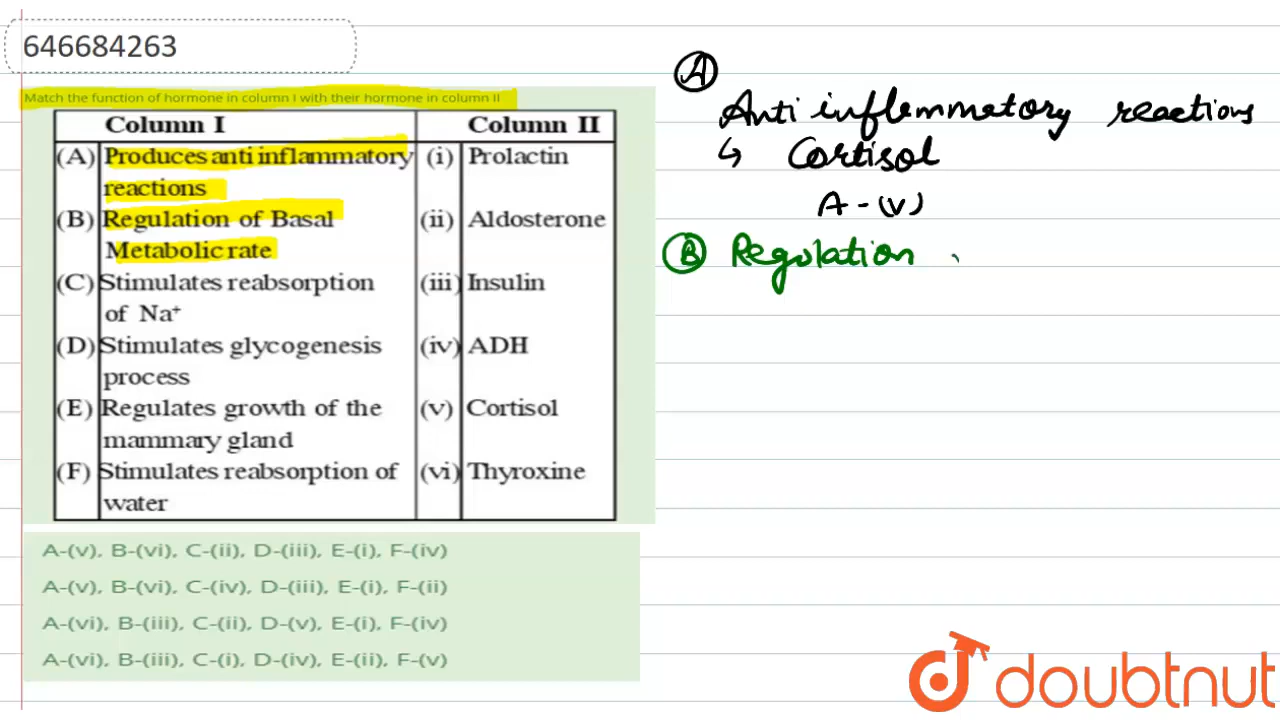 646684263
Match the function of hormone in column I with their hormone in column II
Column I Column II
(A) Produces anti inflammatory (i) Prolactin
reactions
(B) Regulation of Basal (ii) Aldosterone
Metabolic rate
(C) Stimulates reabsorption (iii) Insulin
of Na⁺
(D) Stimulates glycogenesis (iv) ADH
process
(E) Regulates growth of the (v) Cortisol
mammary gland
(F) Stimulates reabsorption of (vi) Thyroxine
water
A-(v), B-(vi), C-(ii), D-(iii), E-(i), F-(iv)
A-(v), B-(vi), C-(iv), D-(iii), E-(i), F-(ii)
A-(vi), B-(iii), C-(ii), D-(v), E-(i), F-(iv)
A-(vi), B-(iii), C-(i), D-(iv), E-(ii), F-(v)
A
Anti inflemmatory reactions
↳ Cortisol
A - (v)
B Regulation
doubtnut